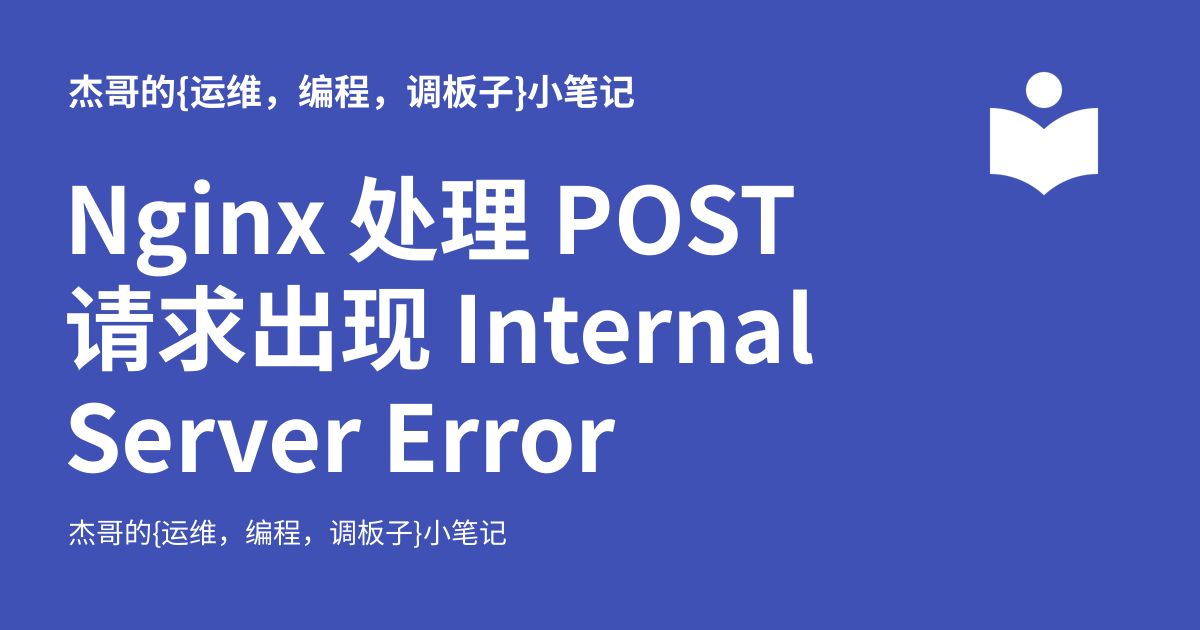 杰哥的{运维，编程，调板子}小笔记
Nginx 处理 POST
请求出现 Internal
Server Error
杰哥的{运维，编程，调板子}小笔记